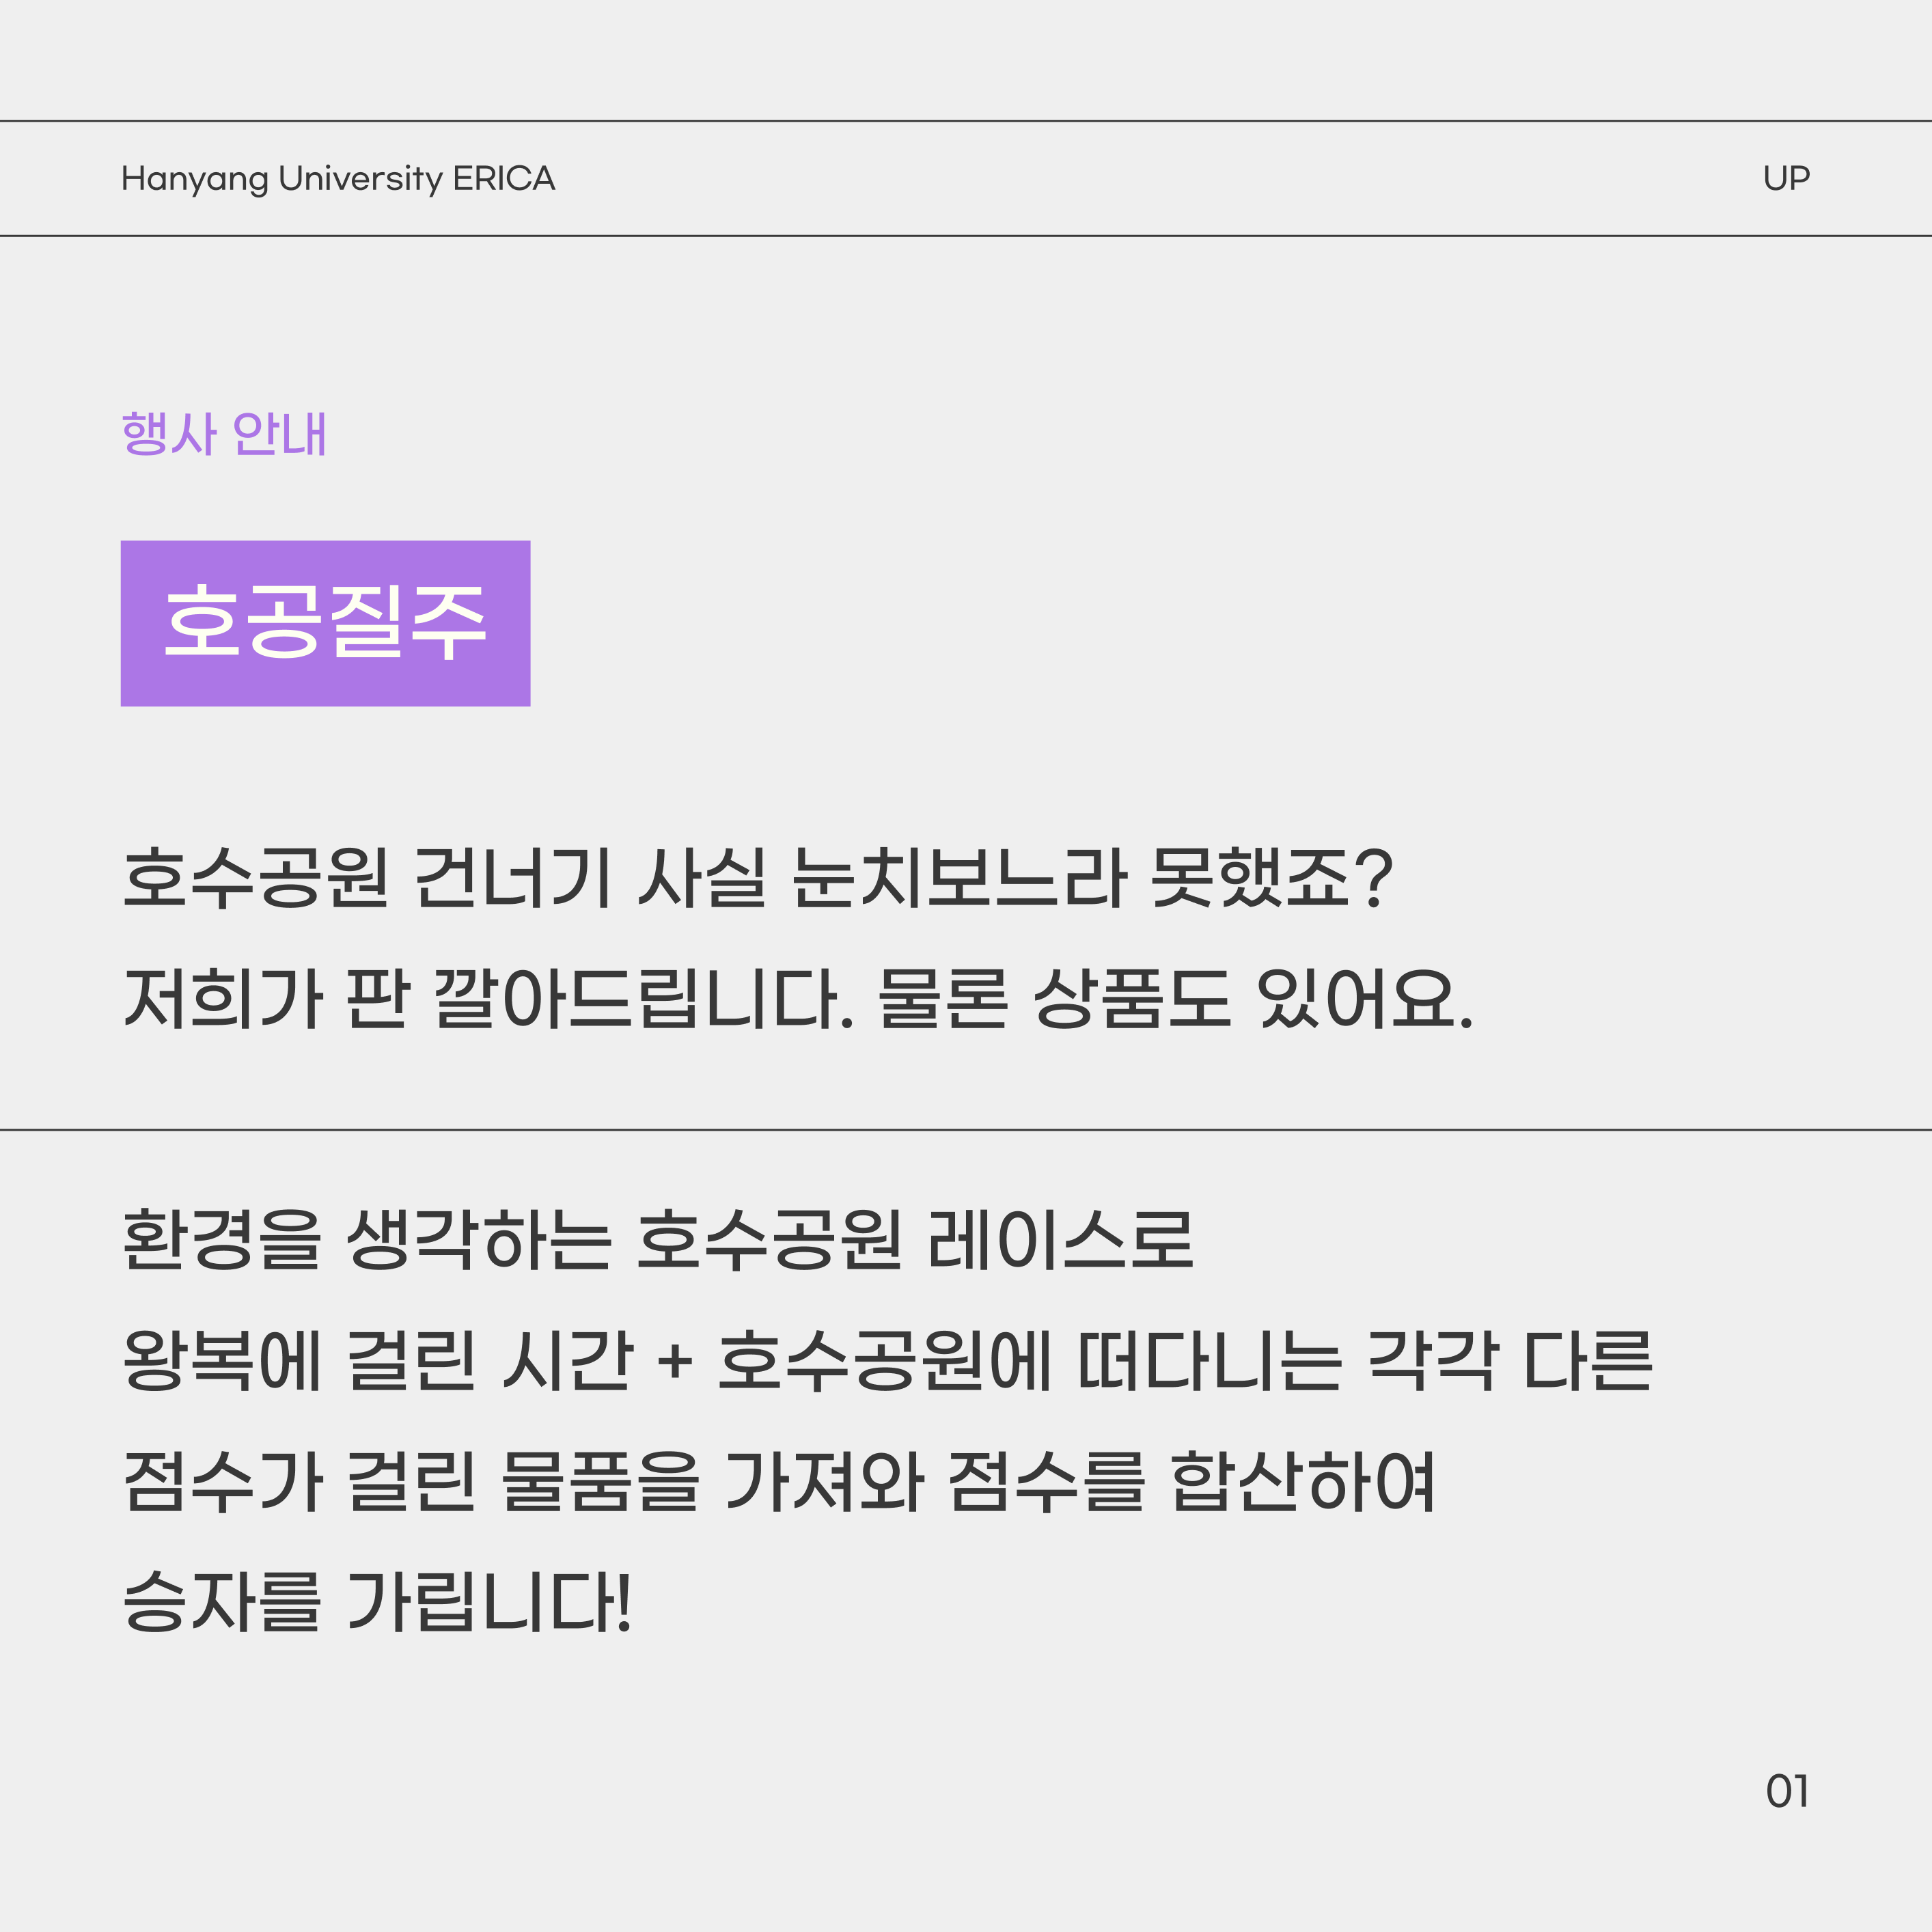 Hanyang University ERICA
UP
행사 안내
호공질주
호수공원 런닝구 사질 눈치보느라 못했죠?
저희가 판 깔아드립니다. 물론 상품도 있어요.
환경을 생각하는 호수공원 레이스로
왕복에 걸린 시간 + 호수공원에 떠다니는 각각 다른
점수가 걸린 물품을 가져와 점수를 합산하여
승자를 가립니다!
01